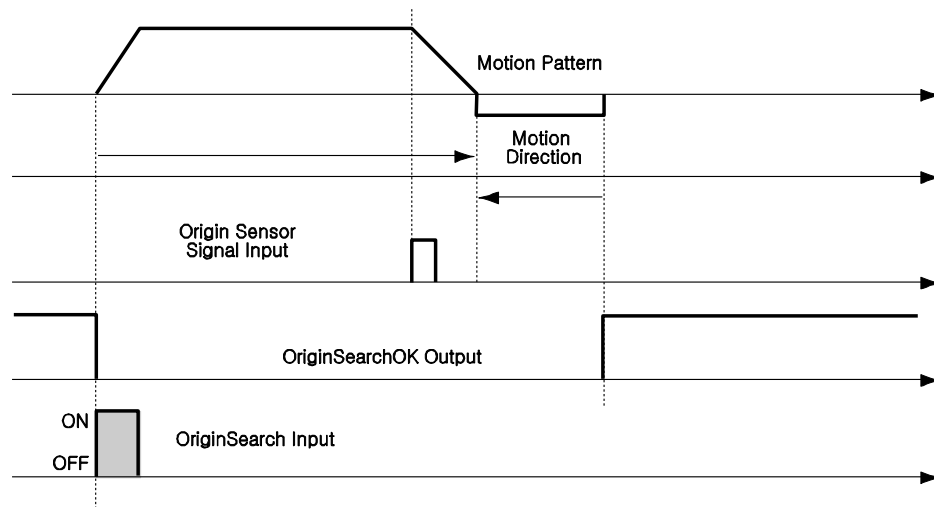 Motion Pattern
Motion
Direction
Origin Sensor
Signal Input
OriginSearchOK Output
ON
OriginSearch Input
OFF